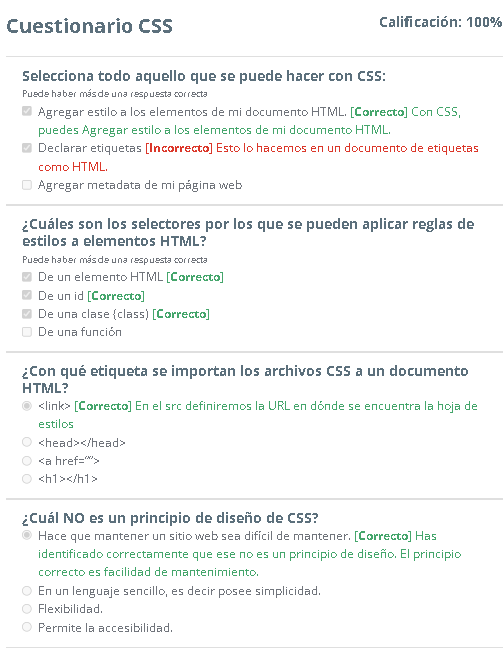 Cuestionario CSS
Calificación: 100%
Selecciona todo aquello que se puede hacer con CSS:
Puede haber más de una respuesta correcta
Agregar estilo a los elementos de mi documento HTML. [Correcto] Con CSS,
puedes Agregar estilo a los elementos de mi documento HTML.
Declarar etiquetas [Incorrecto] Esto lo hacemos en un documento de etiquetas
como HTML.
Agregar metadata de mi página web
¿Cuáles son los selectores por los que se pueden aplicar reglas de
estilos a elementos HTML?
Puede haber más de una respuesta correcta
De un elemento HTML [Correcto]
De un id [Correcto]
De una clase (class) [Correcto]
De una función
¿Con qué etiqueta se importan los archivos CSS a un documento
HTML?
<link> [Correcto] En el src definiremos la URL en dónde se encuentra la hoja de
estilos
<head></head>
<a href="">
<h1></h1>
¿Cuál NO es un principio de diseño de CSS?
Hace que mantener un sitio web sea difícil de mantener. [Correcto] Has
identificado correctamente que ese no es un principio de diseño. El principio
correcto es facilidad de mantenimiento.
En un lenguaje sencillo, es decir posee simplicidad.
Flexibilidad.
Permite la accesibilidad.